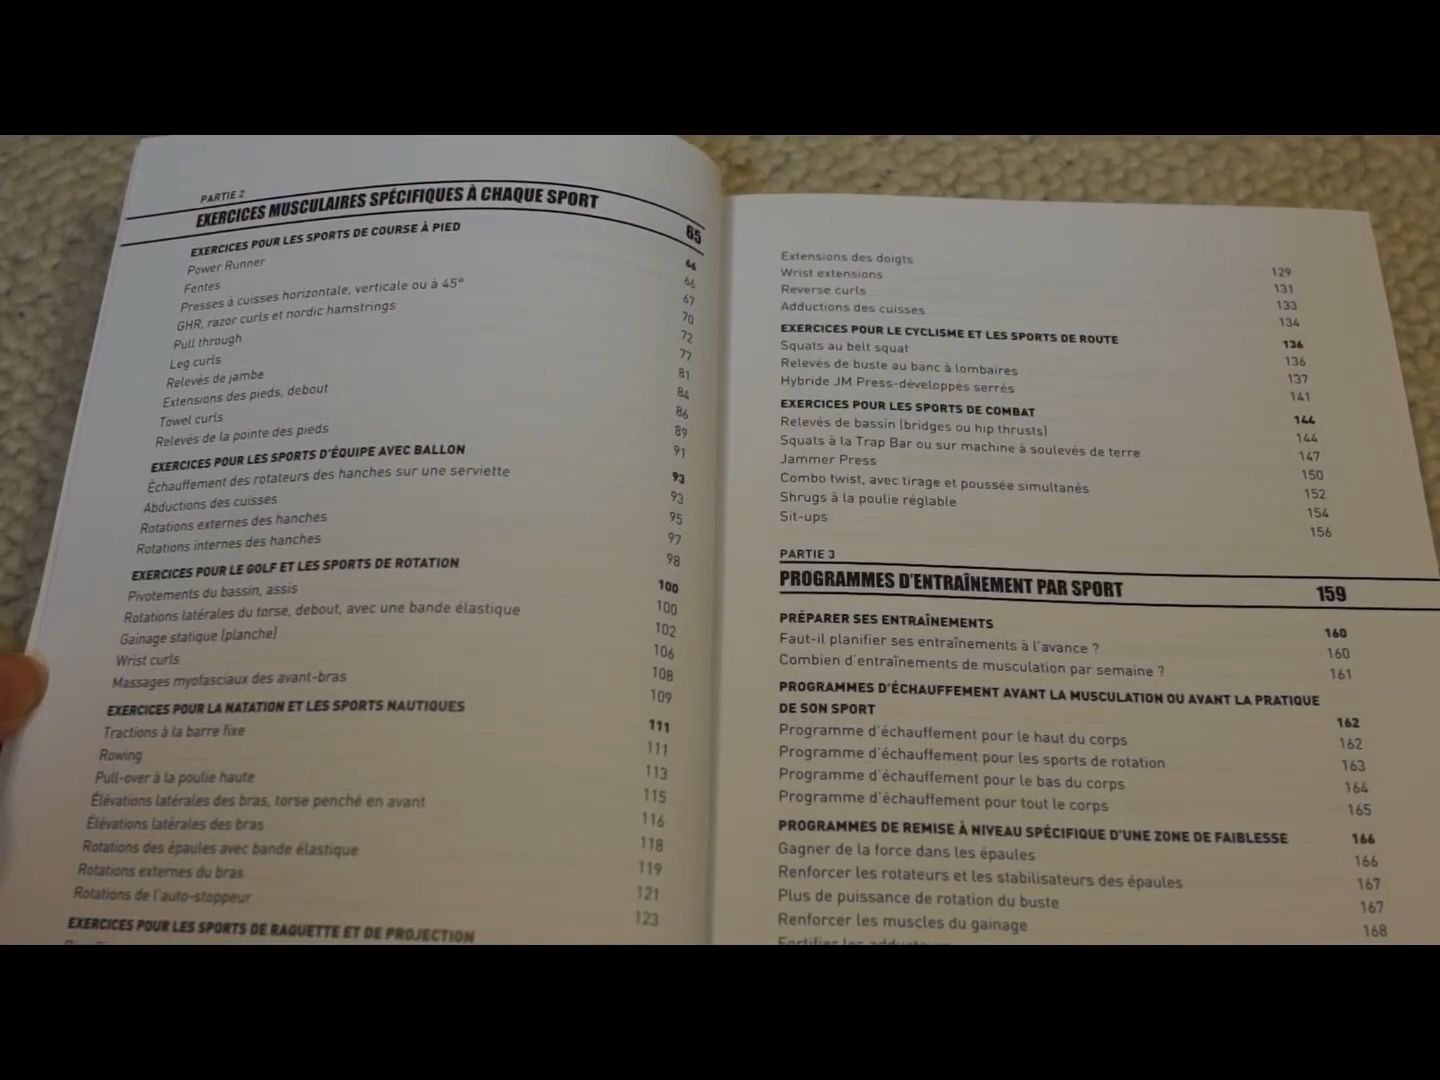 PARTIE 2
EXERCICES MUSCULAIRES SPÉCIFIQUES À CHAQUE SPORT 65
EXERCICES POUR LES SPORTS DE COURSE À PIED 66
Power Runner 66
Fentes 67
Presses à cuisses horizontale, verticale ou à 45° 70
GHR, razor curls et nordic hamstrings 72
Pull through 77
Leg curls 81
Relevés de jambe 84
Extensions des pieds, debout 86
Towel curls 89
Relevés de la pointe des pieds 91
EXERCICES POUR LES SPORTS D'ÉQUIPE AVEC BALLON 93
Échauffement des rotateurs des hanches sur une serviette 93
Abductions des cuisses 95
Rotations externes des hanches 97
Rotations internes des hanches 98
EXERCICES POUR LE GOLF ET LES SPORTS DE ROTATION 100
Pivotements du bassin, assis 100
Rotations latérales du torse, debout, avec une bande élastique 102
Gainage statique (planche) 106
Wrist curls 108
Massages myofasciaux des avant-bras 109
EXERCICES POUR LA NATATION ET LES SPORTS NAUTIQUES 111
Tractions à la barre fixe 111
Rowing 113
Pull-over à la poulie haute 115
Élévations latérales des bras, torse penché en avant 116
Élévations latérales des bras 118
Rotations des épaules avec bande élastique 119
Rotations externes du bras 121
Rotations de l'auto-stoppeur 123
EXERCICES POUR LES SPORTS DE RAQUETTE ET DE PROJECTION
Extensions des doigts 129
Wrist extensions 131
Reverse curls 133
Adductions des cuisses 134
EXERCICES POUR LE CYCLISME ET LES SPORTS DE ROUTE 136
Squats au belt squat 136
Relevés de buste au banc à lombaires 137
Hybride JM Press-développés serrés 141
EXERCICES POUR LES SPORTS DE COMBAT 144
Relevés de bassin (bridges ou hip thrusts) 144
Squats à la Trap Bar ou sur machine à soulevés de terre 147
Jammer Press 150
Combo twist, avec tirage et poussée simultanés 152
Shrugs à la poulie réglable 154
Sit-ups 156
PARTIE 3
PROGRAMMES D'ENTRAÎNEMENT PAR SPORT 159
PRÉPARER SES ENTRAÎNEMENTS 160
Faut-il planifier ses entraînements à l'avance ? 160
Combien d'entraînements de musculation par semaine ? 161
PROGRAMMES D'ÉCHAUFFEMENT AVANT LA MUSCULATION OU AVANT LA PRATIQUE
DE SON SPORT 162
Programme d'échauffement pour le haut du corps 162
Programme d'échauffement pour les sports de rotation 163
Programme d'échauffement pour le bas du corps 164
Programme d'échauffement pour tout le corps 165
PROGRAMMES DE REMISE À NIVEAU SPÉCIFIQUE D'UNE ZONE DE FAIBLESSE 166
Gagner de la force dans les épaules 166
Renforcer les rotateurs et les stabilisateurs des épaules 167
Plus de puissance de rotation du buste 167
Renforcer les muscles du gainage 168